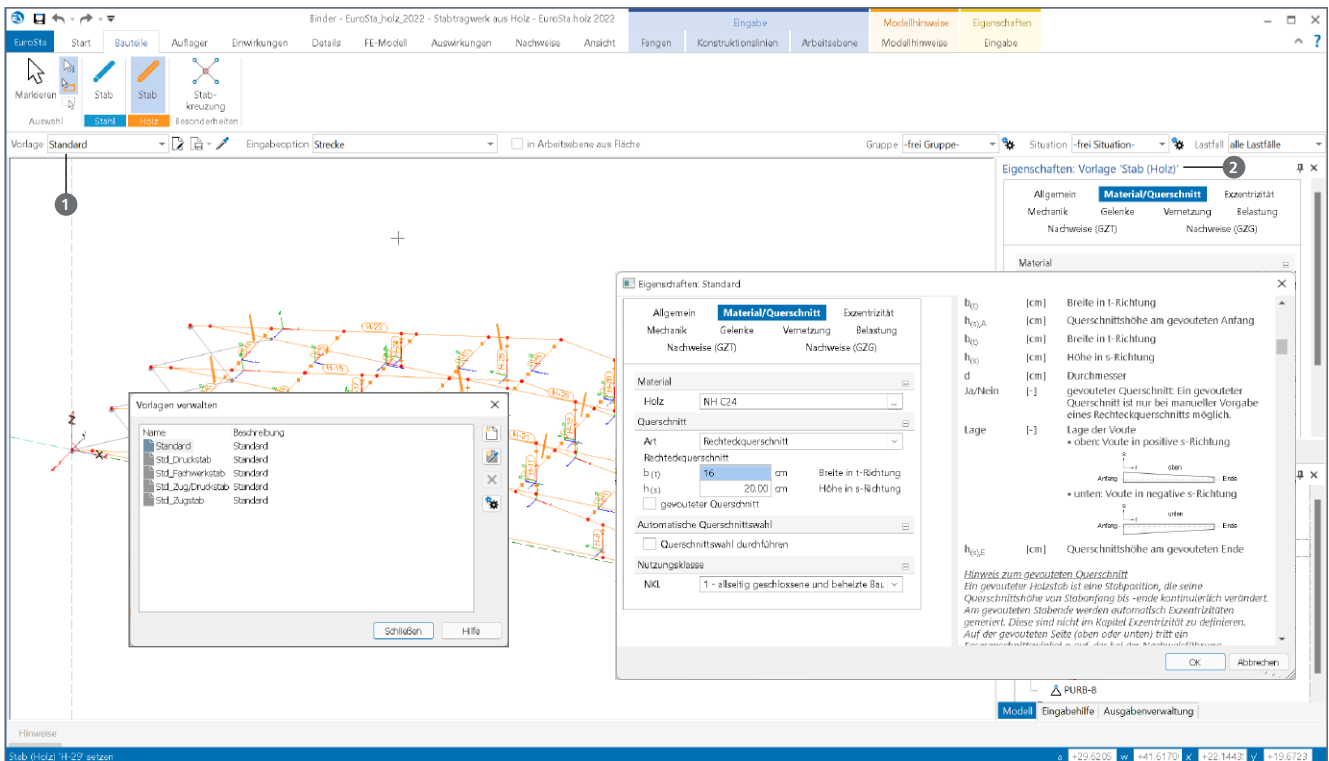 Binder - EuroSta_holz_2022 - Stabtragwerk aus Holz - EuroSta.holz 2022
Eingabe
Modellhinweise
Eigenschaften
EuroSta Start Bauteile Auflager Einwirkungen Details FE-Modell Auswirkungen Nachweise Ansicht Fangen Konstruktionslinien Arbeitsebene Modellhinweise Eingabe
Markieren
Stab
Stab
Stab-
kreuzung
Auswahl Stahl Holz Besonderheiten
Vorlage Standard Eingabeoption Strecke in Arbeitsebene aus Fläche Gruppe -frei Gruppe- Situation -frei Situation- Lastfall alle Lastfälle
1
Eigenschaften: Vorlage 'Stab (Holz)' 2
Allgemein Material/Querschnitt Exzentrizität
Mechanik Gelenke Vernetzung Belastung
Nachweise (GZT) Nachweise (GZG)
Material
H-22
H-15
z
y
x
Vorlagen verwalten
Name Beschreibung
Standard Standard
Std_Druckstab Standard
Std_Fachwerkstab Standard
Std_Zug/Druckstab Standard
Std_Zugstab Standard
Schließen Hilfe
Eigenschaften: Standard
Allgemein Material/Querschnitt Exzentrizität
Mechanik Gelenke Vernetzung Belastung
Nachweise (GZT) Nachweise (GZG)
Material
Holz NH C24 ...
Querschnitt
Art Rechteckquerschnitt
Rechteckquerschnitt
b (t) 16 cm Breite in t-Richtung
h (s) 20.00 cm Höhe in s-Richtung
gevouteter Querschnitt
Automatische Querschnittswahl
Querschnittswahl durchführen
Nutzungsklasse
NKL 1 - allseitig geschlossene und beheizte Bau
b(t) [cm] Breite in t-Richtung
h(s),A [cm] Querschnittshöhe am gevouteten Anfang
b(t) [cm] Breite in t-Richtung
h(s) [cm] Höhe in s-Richtung
d [cm] Durchmesser
Ja/Nein [-] gevouteter Querschnitt: Ein gevouteter
Querschnitt ist nur bei manueller Vorgabe
eines Rechteckquerschnitts möglich.
Lage [-] Lage der Voute
• oben: Voute in positive s-Richtung
s
r oben
Anfang Ende
• unten: Voute in negative s-Richtung
s
r unten
Anfang Ende
h(s),E [cm] Querschnittshöhe am gevouteten Ende
Hinweis zum gevouteten Querschnitt
Ein gevouteter Holzstab ist eine Stabposition, die seine
Querschnittshöhe von Stabanfang bis -ende kontinuierlich verändert.
Am gevouteten Stabende werden automatisch Exzentrizitäten
generiert. Diese sind nicht im Kapitel Exzentrizität zu definieren.
Auf der gevouteten Seite (oben oder unten) tritt ein
OK Abbrechen
PURB-8
Modell Eingabehilfe Ausgabenverwaltung
Hinweise
Stab (Holz) 'H-29' setzen
a +29.6205 w +41.6170 x +22.1443 y +19.6723